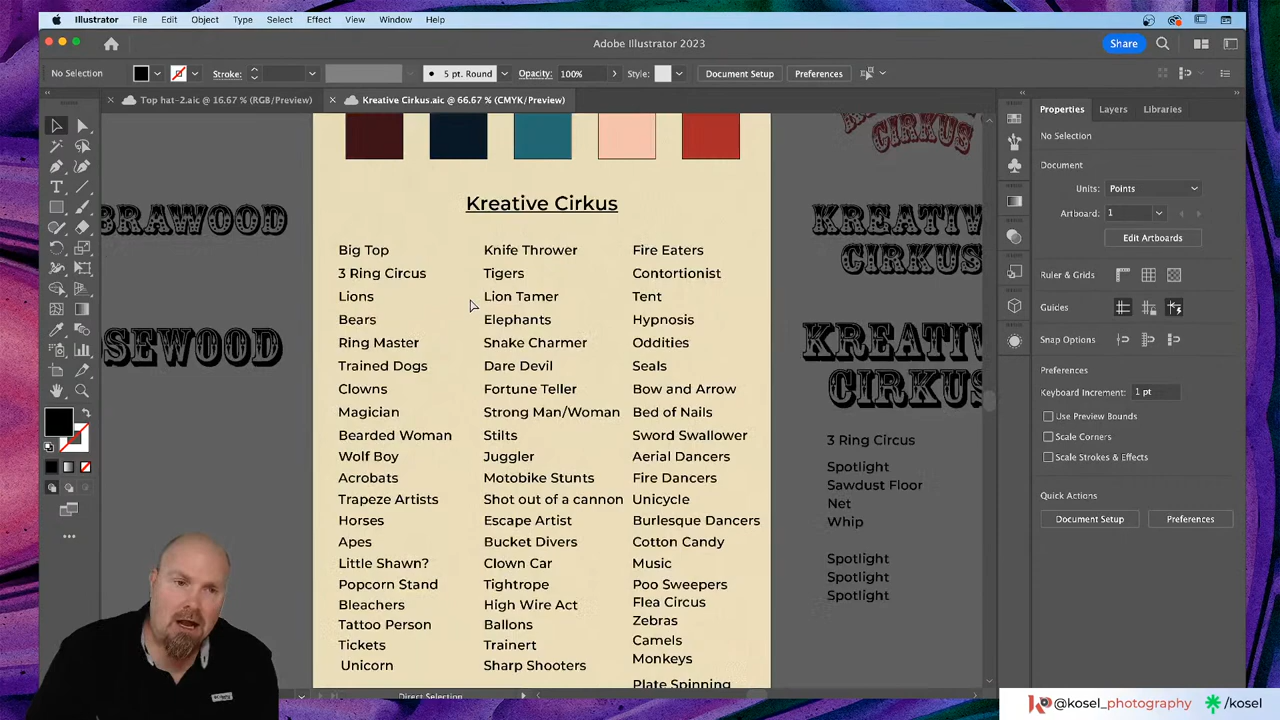 Illustrator File Edit Object Type Select Effect View Window Help
Adobe Illustrator 2023
Share
No Selection
Stroke:
5 pt. Round
Opacity: 100%
Style:
Document Setup
Preferences
Top hat-2.aic @ 16.67 % (RGB/Preview)
Kreative Cirkus.aic @ 66.67 % (CMYK/Preview)
Properties Layers Libraries
No Selection
Document
Units: Points
Artboard: 1
Edit Artboards
Ruler & Grids
Guides
Snap Options
Preferences
Keyboard Increment: 1 pt
Use Preview Bounds
Scale Corners
Scale Strokes & Effects
Quick Actions
Document Setup
Preferences
BRAWOOD
SEWOOD
Kreative Cirkus
Big Top
3 Ring Circus
Lions
Bears
Ring Master
Trained Dogs
Clowns
Magician
Bearded Woman
Wolf Boy
Acrobats
Trapeze Artists
Horses
Apes
Little Shawn?
Popcorn Stand
Bleachers
Tattoo Person
Tickets
Unicorn
Knife Thrower
Tigers
Lion Tamer
Elephants
Snake Charmer
Dare Devil
Fortune Teller
Strong Man/Woman
Stilts
Juggler
Motobike Stunts
Shot out of a cannon
Escape Artist
Bucket Divers
Clown Car
Tightrope
High Wire Act
Ballons
Trainert
Sharp Shooters
Fire Eaters
Contortionist
Tent
Hypnosis
Oddities
Seals
Bow and Arrow
Bed of Nails
Sword Swallower
Aerial Dancers
Fire Dancers
Unicycle
Burlesque Dancers
Cotton Candy
Music
Poo Sweepers
Flea Circus
Zebras
Camels
Monkeys
Plate Spinning
CIRKUS
KREATIV
CIRKUS
KREATIV
CIRKUS
3 Ring Circus
Spotlight
Sawdust Floor
Net
Whip
Spotlight
Spotlight
Spotlight
Direct Selection
@kosel_photography
/kosel